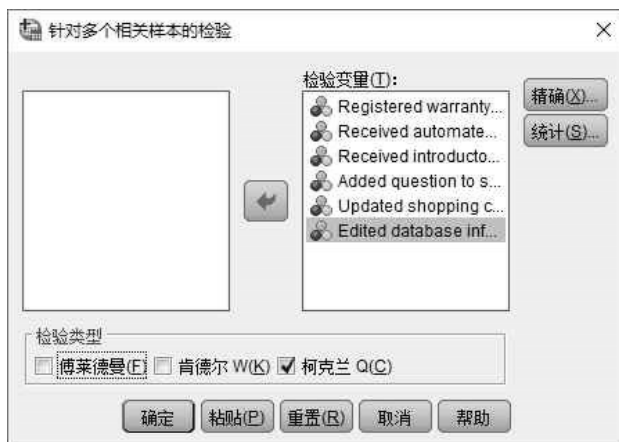 针对多个相关样本的检验
检验变量(T):
Registered warranty...
Received automate...
Received introducto...
Added question to s...
Updated shopping c...
Edited database inf...
精确(X)...
统计(S)...
检验类型
傅莱德曼(F) 肯德尔 W(K) 柯克兰 Q(C)
确定 粘贴(P) 重置(R) 取消 帮助